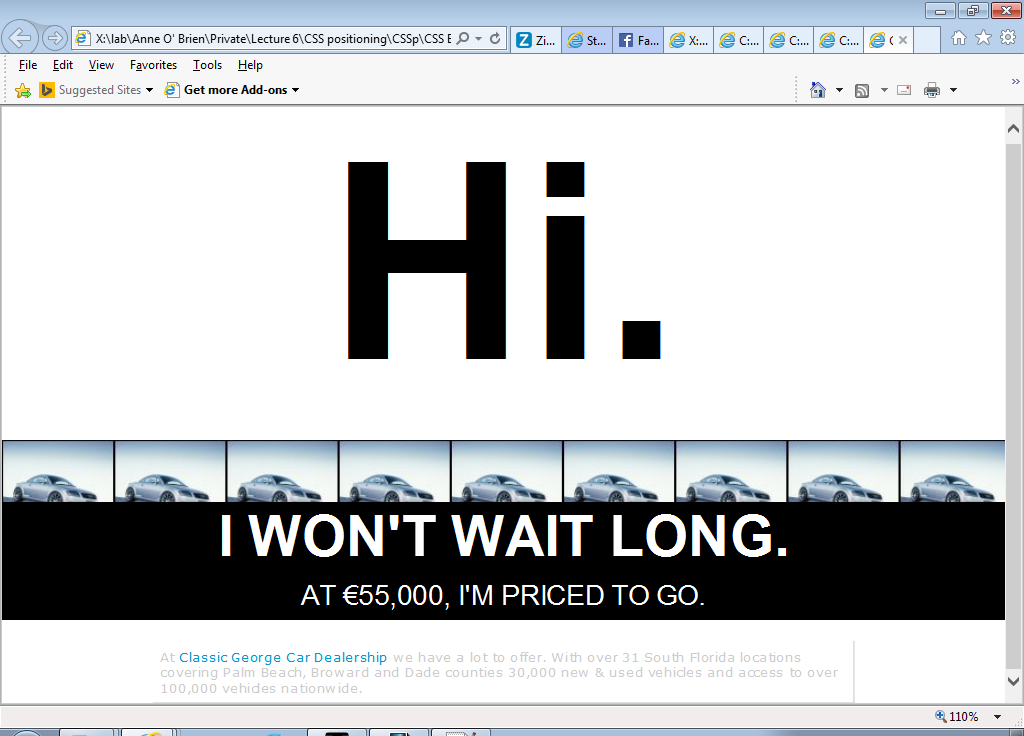 X:\lab\Anne O' Brien\Private\Lecture 6\CSS positioning\CSSp\CSS E
Zi...
St...
Fa...
X:...
C:...
C:...
C:...
File Edit View Favorites Tools Help
Suggested Sites Get more Add-ons
Hi.
I WON'T WAIT LONG.
AT €55,000, I'M PRICED TO GO.
At Classic George Car Dealership we have a lot to offer. With over 31 South Florida locations
covering Palm Beach, Broward and Dade counties 30,000 new & used vehicles and access to over
100,000 vehicles nationwide.
110%